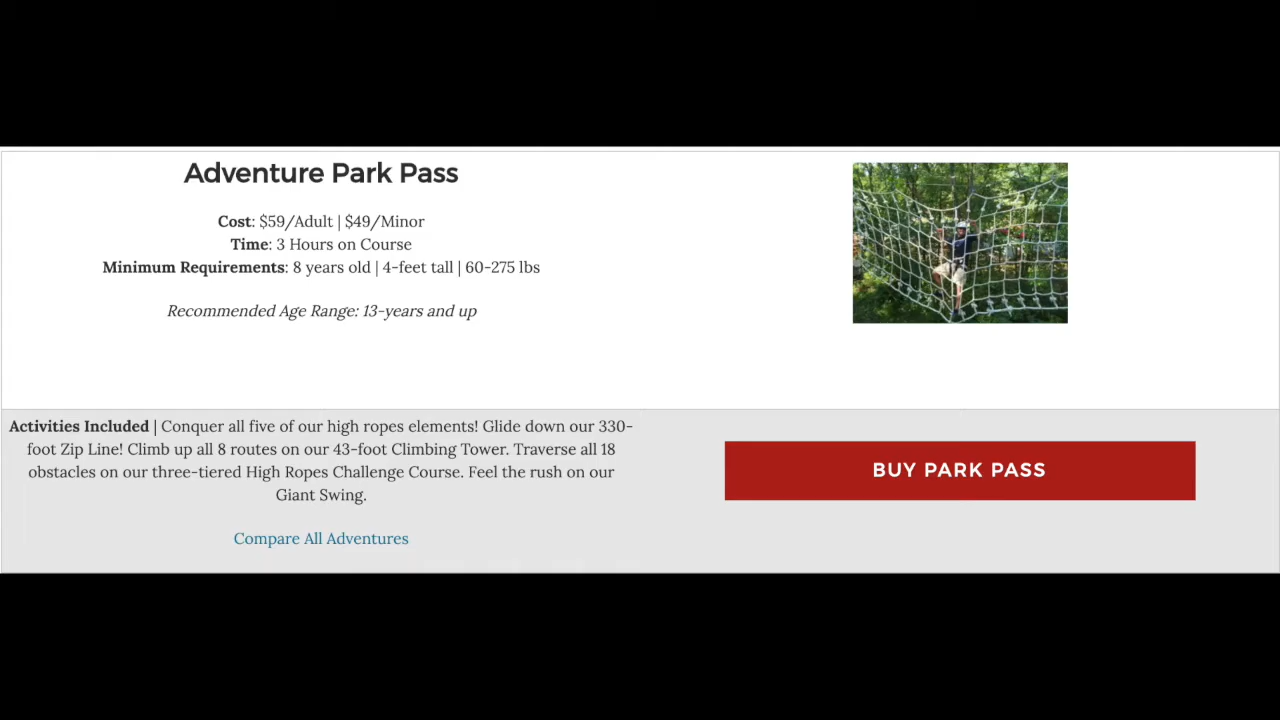 Adventure Park Pass
Cost: $59/Adult | $49/Minor
Time: 3 Hours on Course
Minimum Requirements: 8 years old | 4-feet tall | 60-275 lbs
Recommended Age Range: 13-years and up
Activities Included | Conquer all five of our high ropes elements! Glide down our 330-
foot Zip Line! Climb up all 8 routes on our 43-foot Climbing Tower. Traverse all 18
obstacles on our three-tiered High Ropes Challenge Course. Feel the rush on our
Giant Swing.
BUY PARK PASS
Compare All Adventures